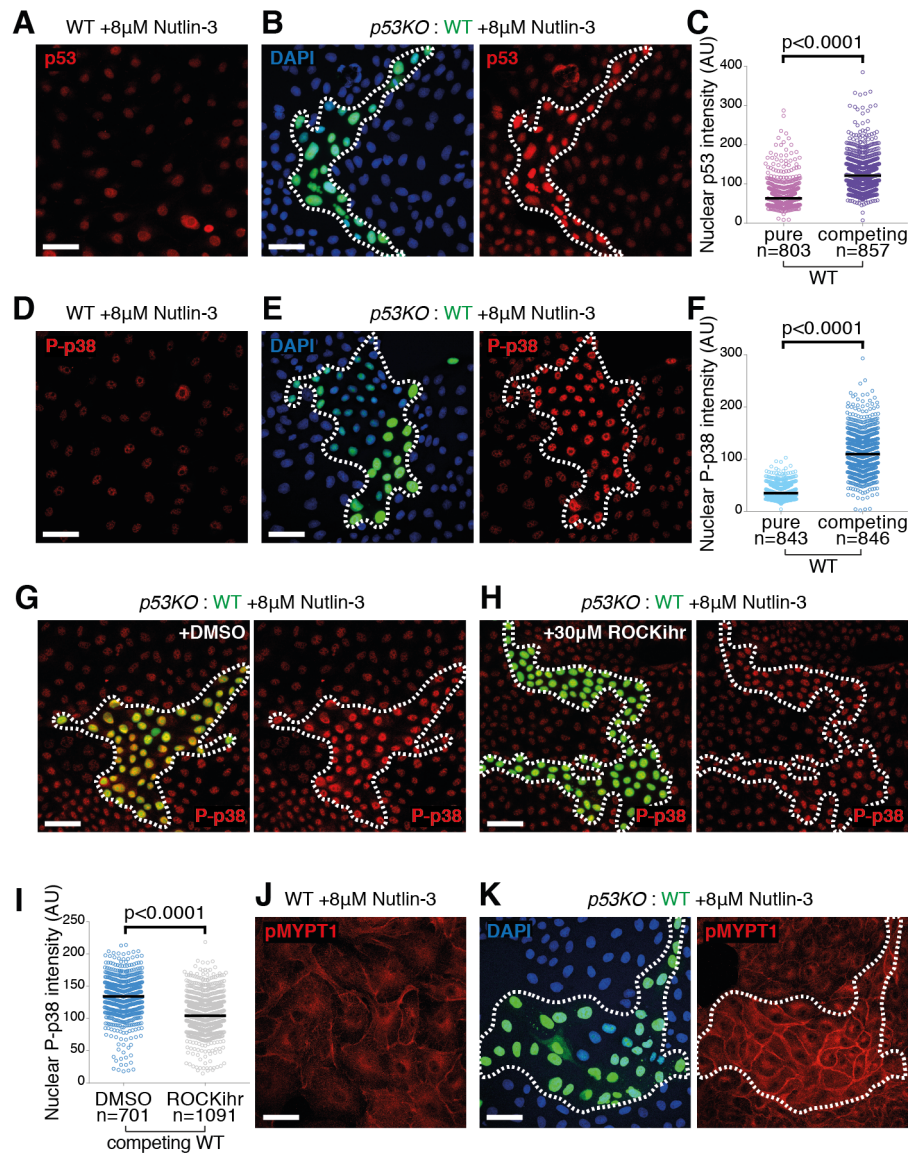 A WT +8μM Nutlin-3
p53
B p53KO : WT +8μM Nutlin-3
DAPI
p53
C
p<0.0001
Nuclear p53 intensity (AU)
400
300
200
100
0
pure competing
n=803 n=857
WT
D WT +8μM Nutlin-3
P-p38
E p53KO : WT +8μM Nutlin-3
DAPI
P-p38
F
p<0.0001
Nuclear P-p38 intensity (AU)
300
200
100
0
pure competing
n=843 n=846
WT
G p53KO : WT +8μM Nutlin-3
+DMSO
P-p38
P-p38
H p53KO : WT +8μM Nutlin-3
+30μM ROCKihr
P-p38
P-p38
I
p<0.0001
Nuclear P-p38 intensity (AU)
250
200
150
100
50
0
DMSO ROCKihr
n=701 n=1091
competing WT
J WT +8μM Nutlin-3
pMYPT1
K p53KO : WT +8μM Nutlin-3
DAPI
pMYPT1